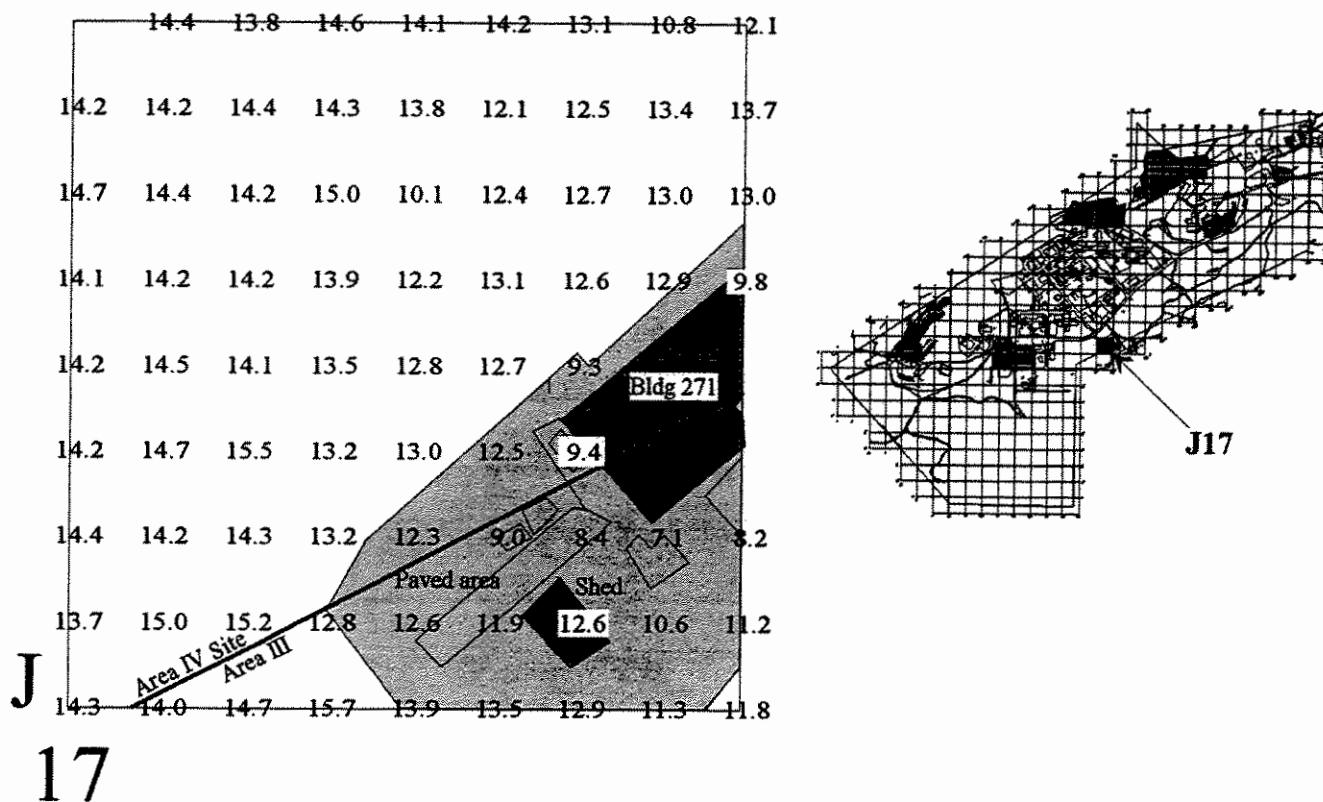 14.4 13.8 14.6 14.1 14.2 13.1 10.8 12.1
14.2 14.2 14.4 14.3 13.8 12.1 12.5 13.4 13.7
14.7 14.4 14.2 15.0 10.1 12.4 12.7 13.0 13.0
14.1 14.2 14.2 13.9 12.2 13.1 12.6 12.9 9.8
14.2 14.5 14.1 13.5 12.8 12.7 9.3
Bldg 271
14.2 14.7 15.5 13.2 13.0 12.5 9.4
J17
14.4 14.2 14.3 13.2 12.3 9.0 8.4 7.1 8.2
Paved area Shed
13.7 15.0 15.2 12.8 12.6 11.9 12.6 10.6 11.2
Area IV Site
Area III
J
14.3 14.0 14.7 15.7 13.9 13.5 12.9 11.3 11.8
17